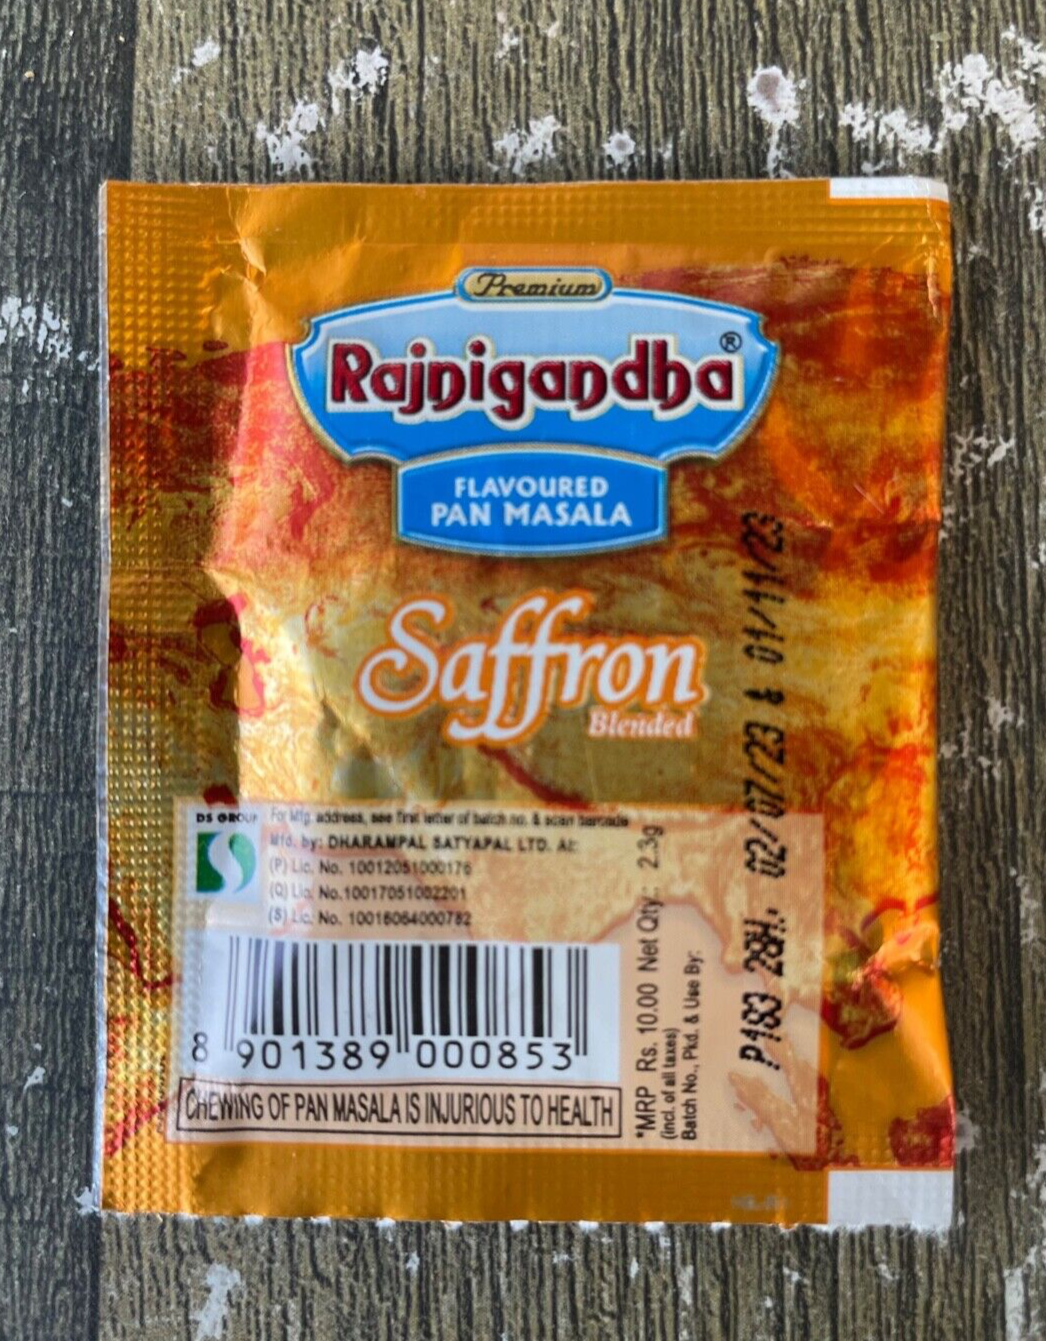 Premium
Rajnigandha®
FLAVOURED
PAN MASALA
Saffron
Blended
DS GROUP
For Mfg. address, see first letter of batch no. & scan barcode
Mfd. by: DHARAMPAL SATYAPAL LTD. At:
(P) Lic. No. 10012051000176
(Q) Lic. No.10017051002201
(S) Lic. No. 10016064000782
8 901389 000853
CHEWING OF PAN MASALA IS INJURIOUS TO HEALTH
*MRP Rs. 10.00 Net Qty.: 2.3g
(incl. of all taxes)
Batch No., Pkd. & Use By:
P183 28H. 02/07/23 & 01/11/23